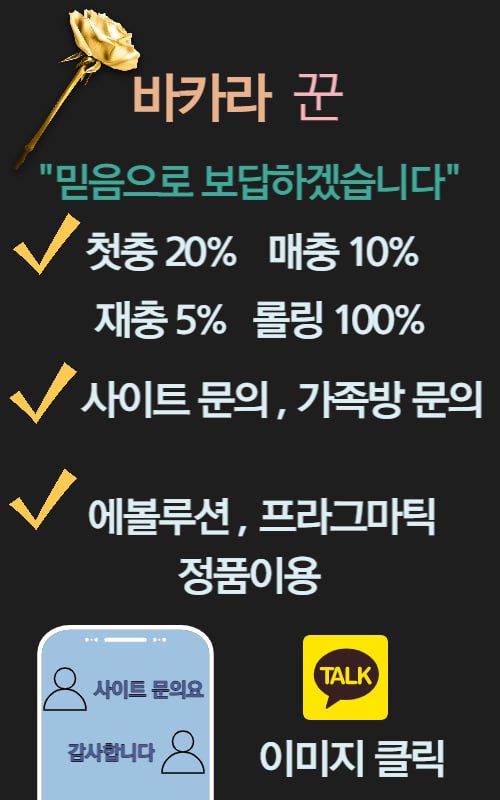 바카라 꾼
"믿음으로 보답하겠습니다"
첫충 20% 매충 10%
재충 5% 롤링 100%
사이트 문의 , 가족방 문의
에볼루션 , 프라그마틱
정품이용
사이트 문의요
감사합니다
TALK
이미지 클릭